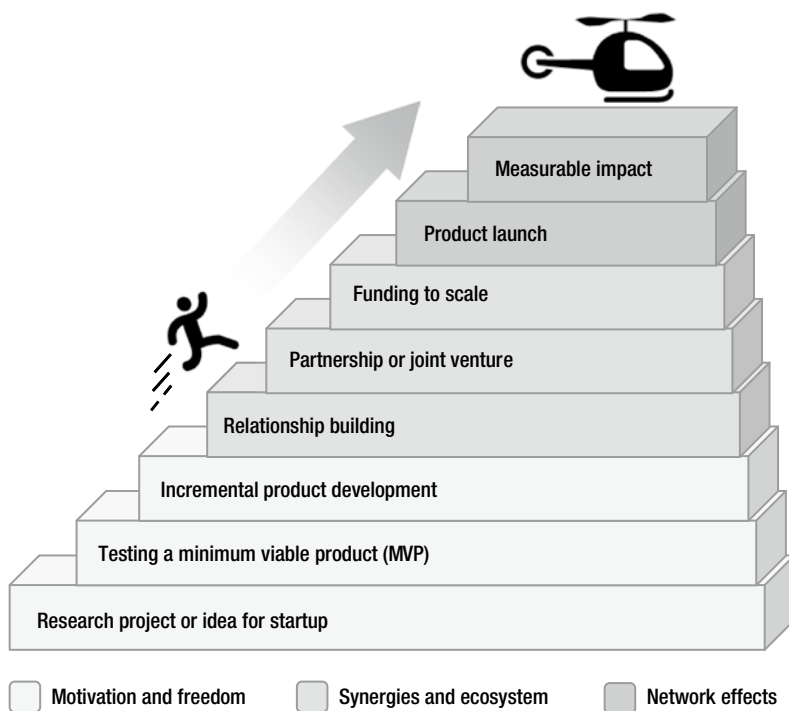 Measurable impact
Product launch
Funding to scale
Partnership or joint venture
Relationship building
Incremental product development
Testing a minimum viable product (MVP)
Research project or idea for startup
Motivation and freedom
Synergies and ecosystem
Network effects